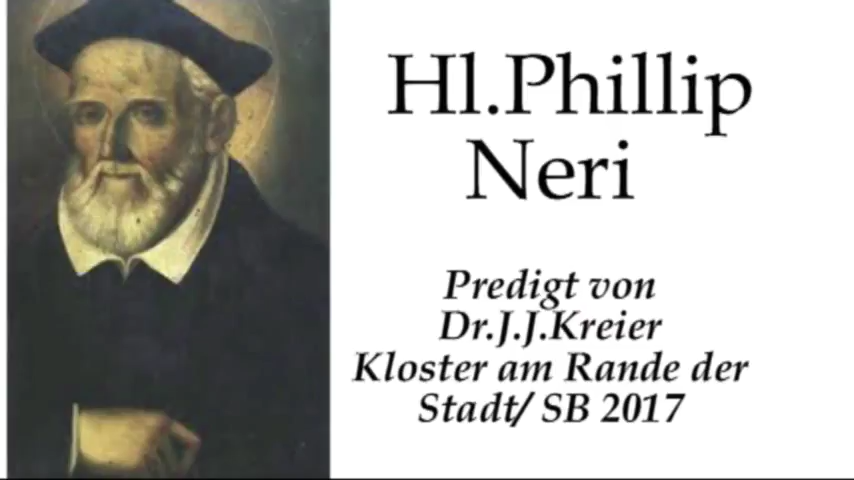 Hl.Phillip
Neri
Predigt von
Dr.J.J.Kreier
Kloster am Rande der
Stadt/ SB 2017